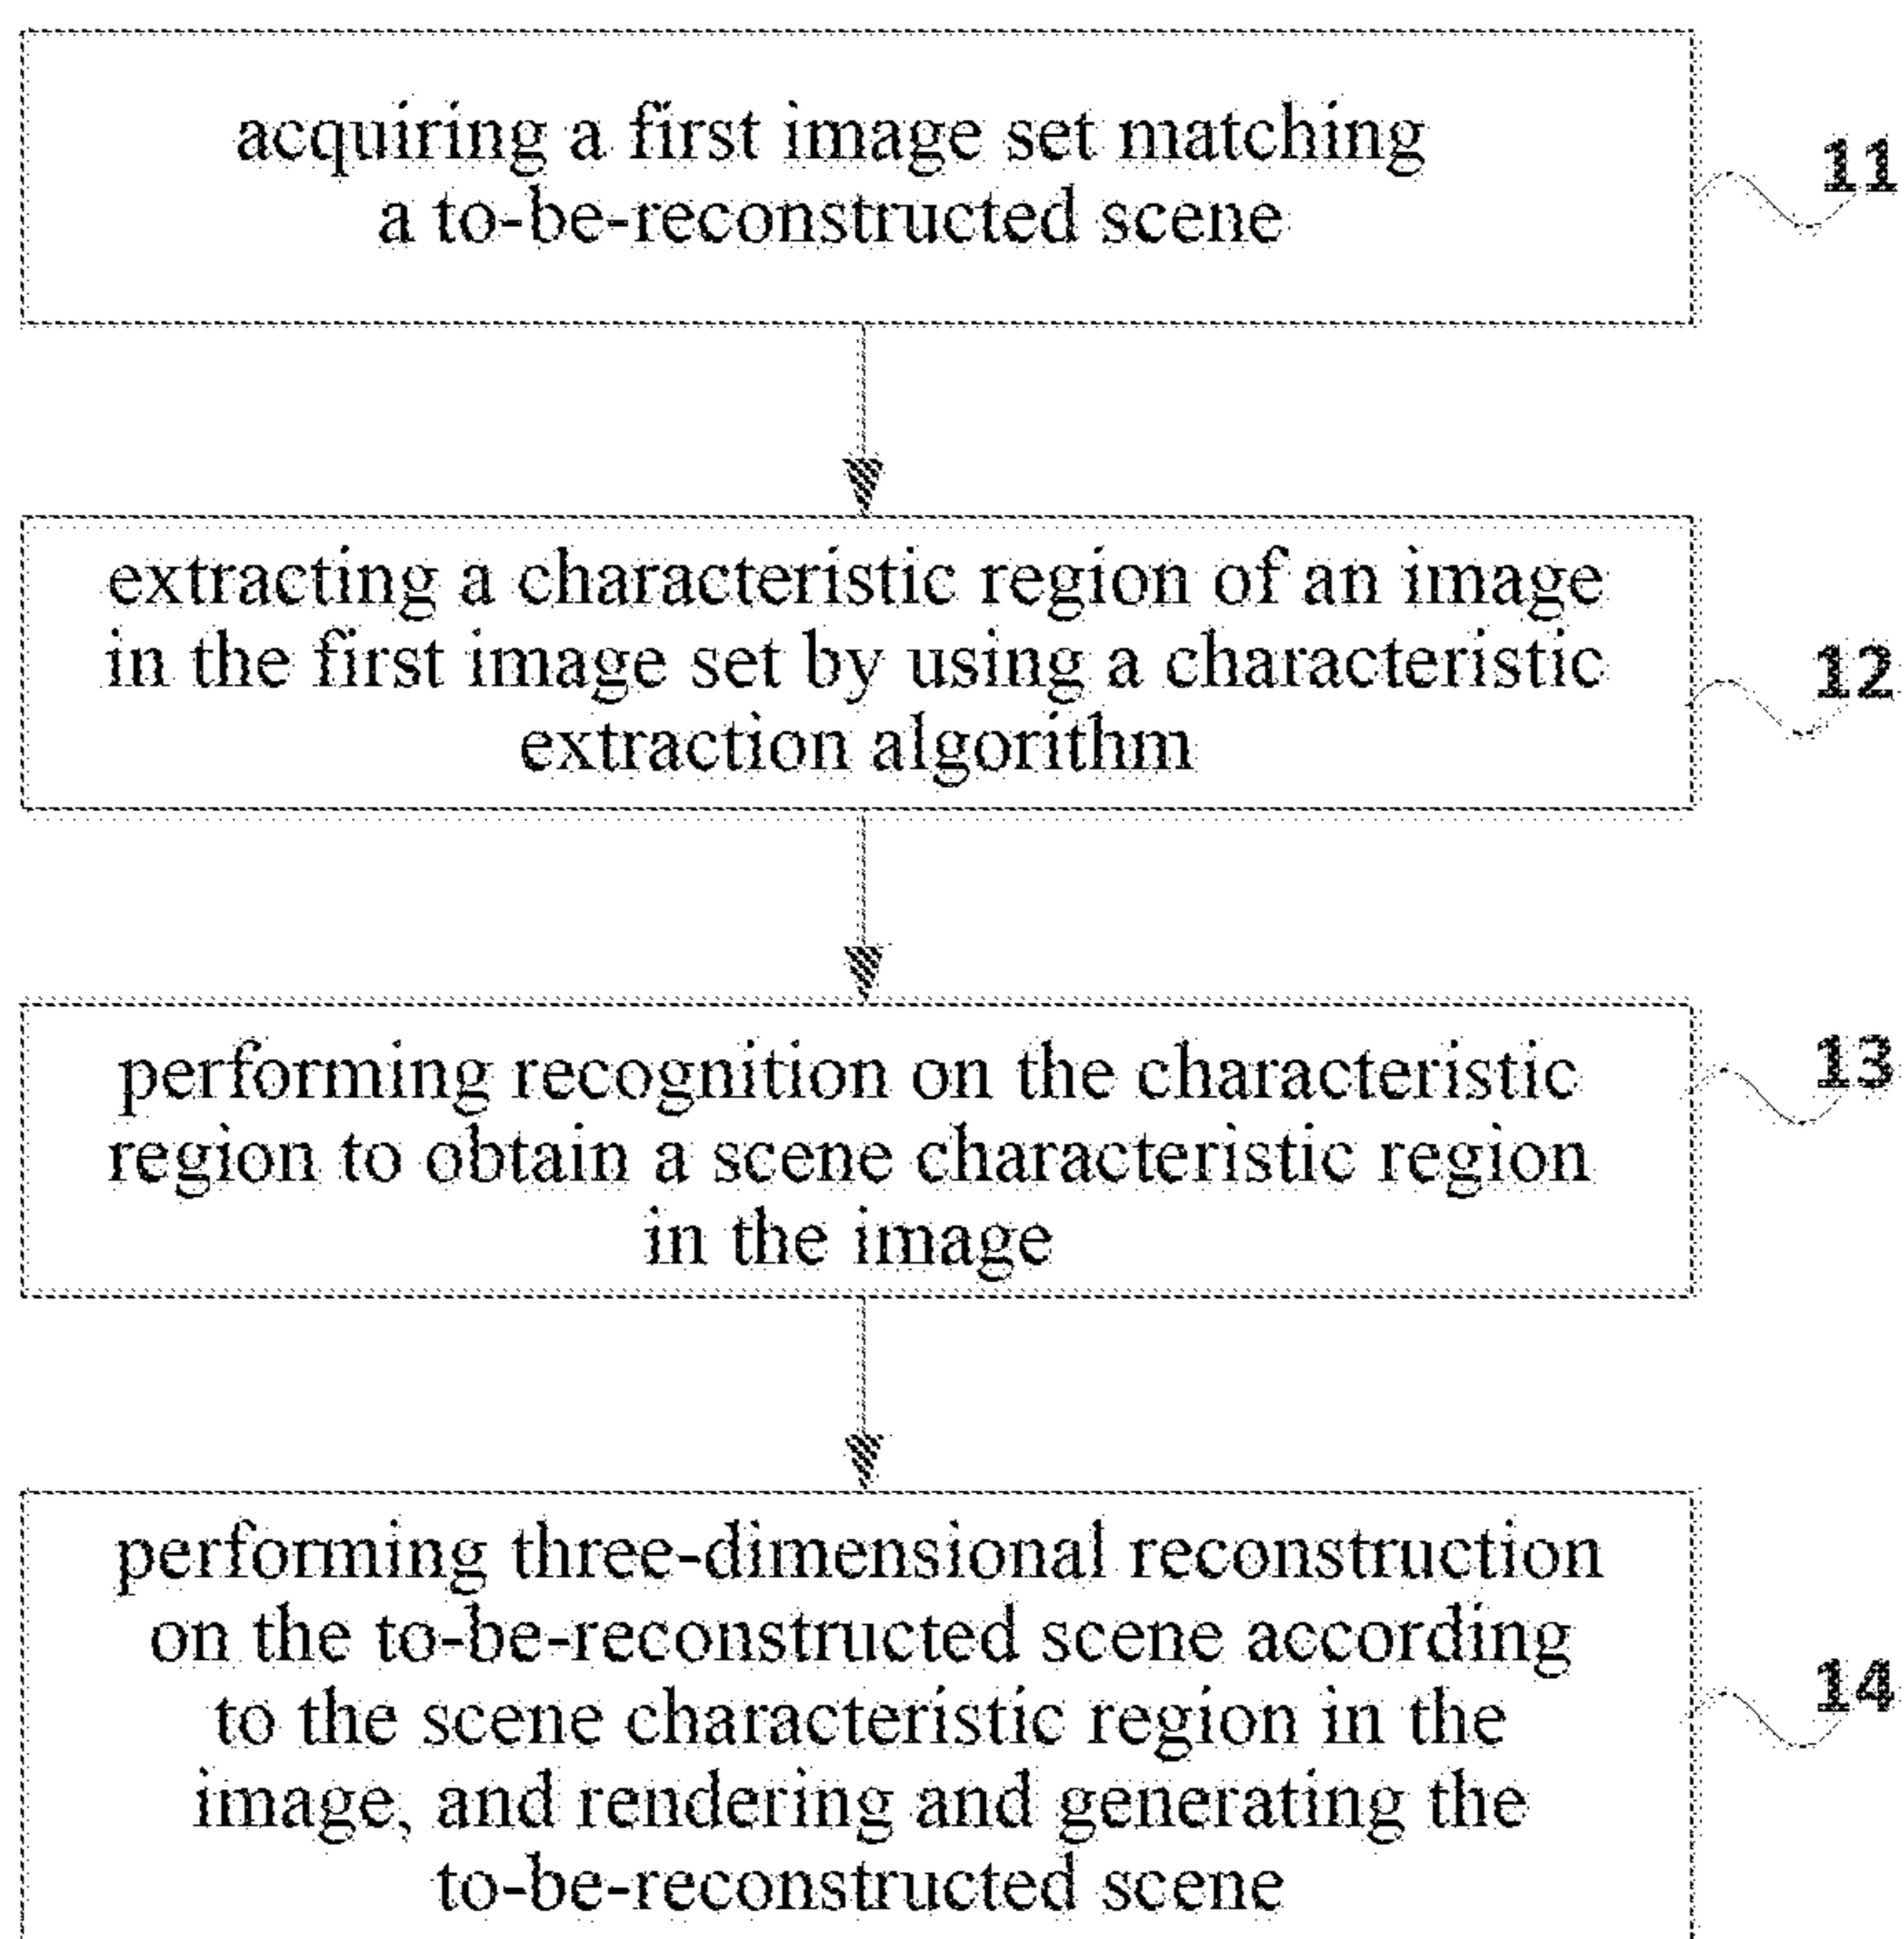 acquiring a first image set matching
a to-be-reconstructed scene
11
extracting a characteristic region of an image
in the first image set by using a characteristic
extraction algorithm
12
performing recognition on the characteristic
region to obtain a scene characteristic region
in the image
13
performing three-dimensional reconstruction
on the to-be-reconstructed scene according
to the scene characteristic region in the
image, and rendering and generating the
to-be-reconstructed scene
14